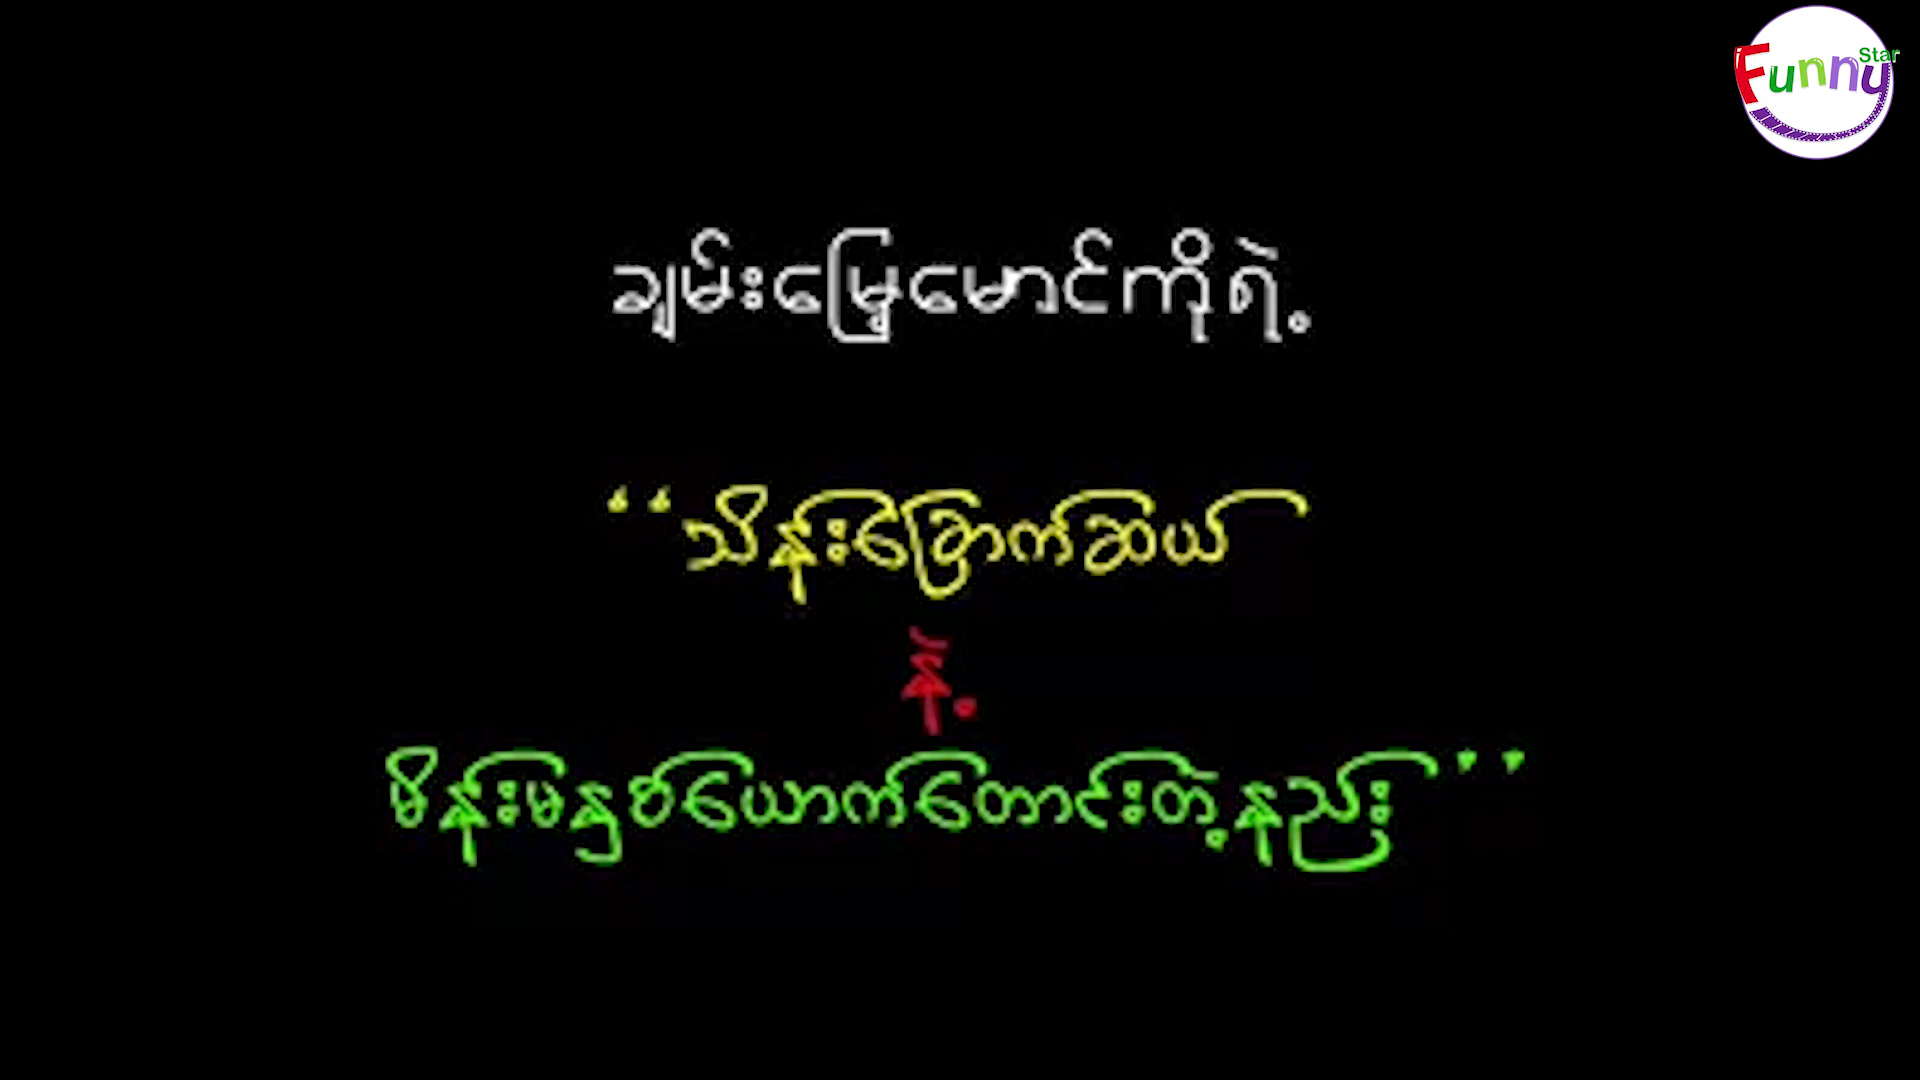 Funny Star
ချမ်းမြေ့မောင်ကိုရဲ့
“သိန်းခြောက်ဆယ်
နဲ့
မိန်းမနှစ်ယောက်တောင်းတဲ့နည်း”